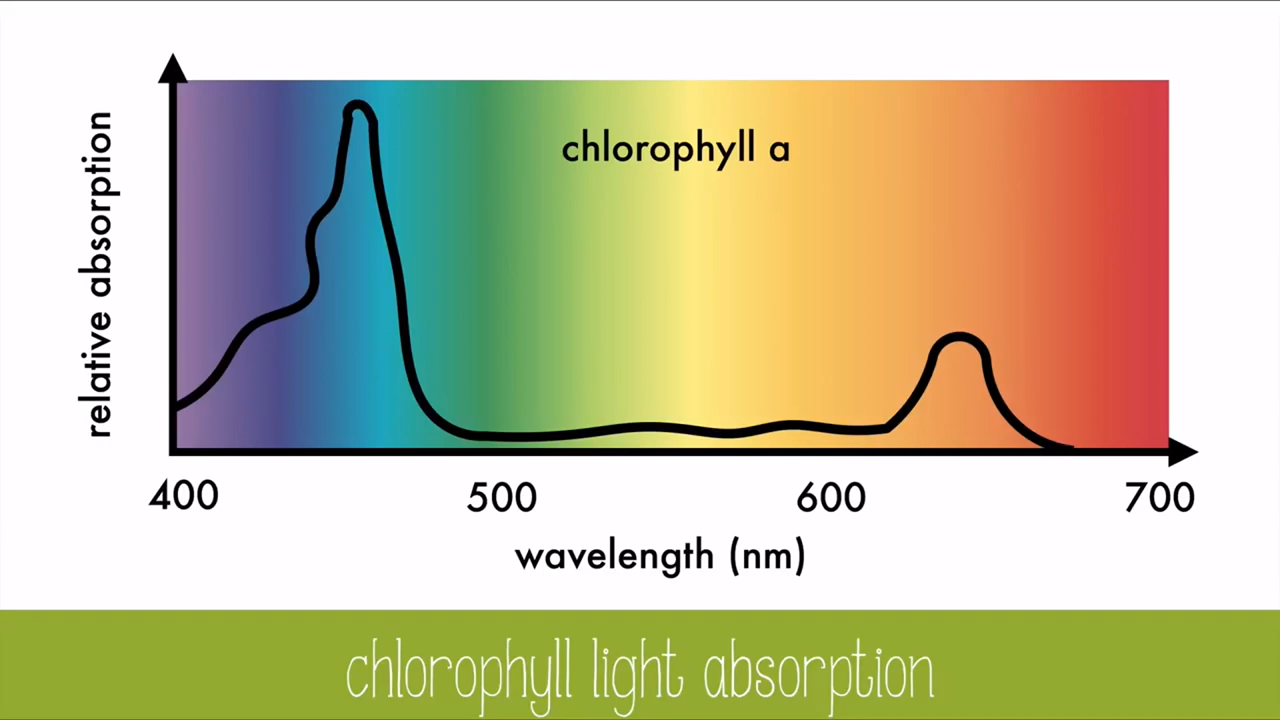 relative absorption
chlorophyll a
400 500 600 700
wavelength (nm)
chlorophyll light absorption